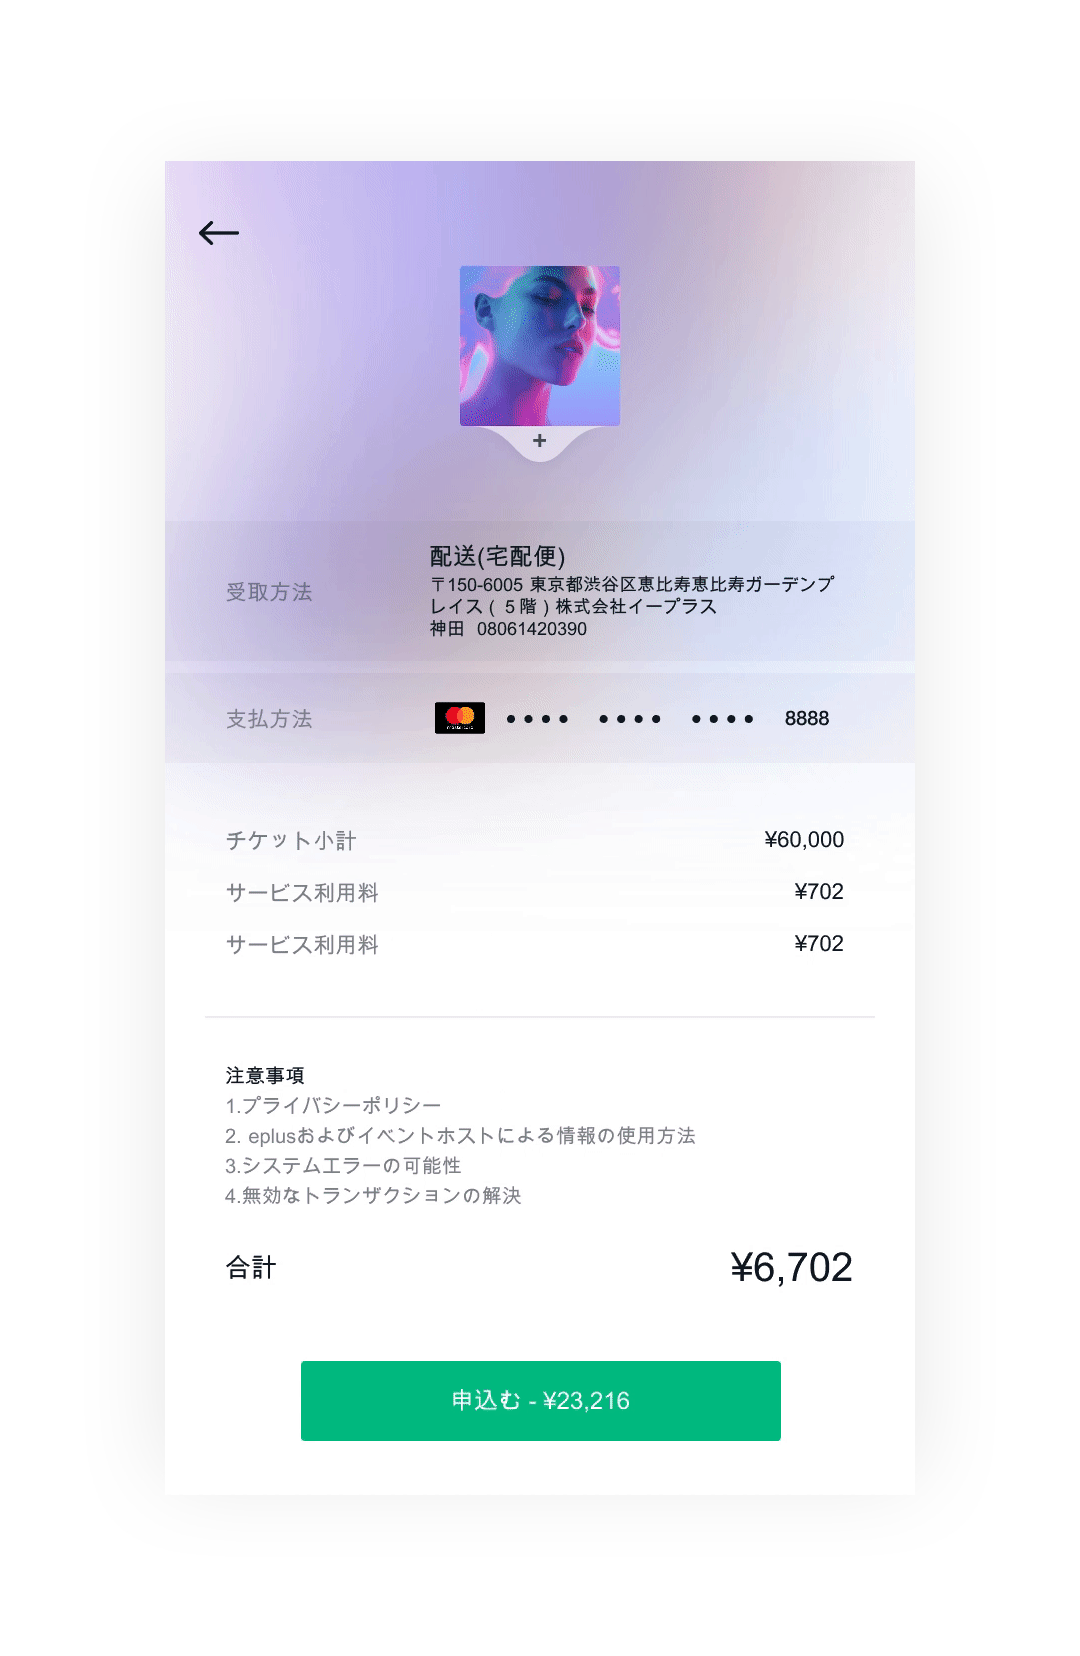 +
受取方法
配送(宅配便)
〒150-6005 東京都渋谷区恵比寿恵比寿ガーデンプ
レイス（５階）株式会社イープラス
神田 08061420390
支払方法
•••• •••• •••• 8888
チケット小計 ¥60,000
サービス利用料 ¥702
サービス利用料 ¥702
注意事項
1.プライバシーポリシー
2. eplusおよびイベントホストによる情報の使用方法
3.システムエラーの可能性
4.無効なトランザクションの解決
合計 ¥6,702
申込む - ¥23,216